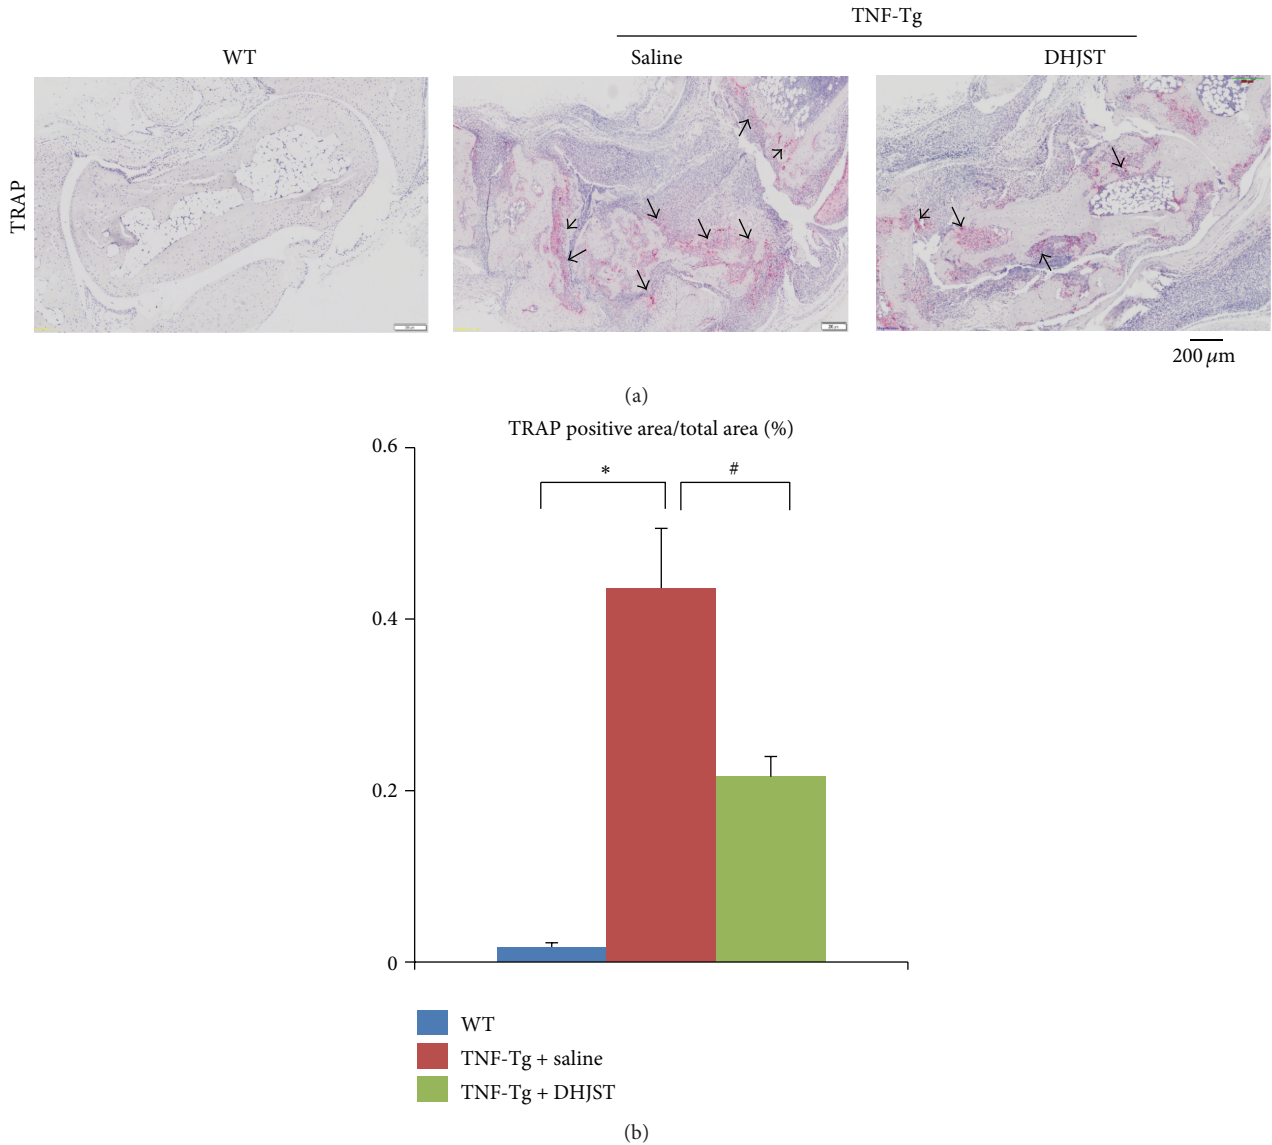 TNF-Tg
WT
Saline
DHJST
TRAP
200 μm
(a)
TRAP positive area/total area (%)
0.6
0.4
0.2
0
*
#
WT
TNF-Tg + saline
TNF-Tg + DHJST
(b)